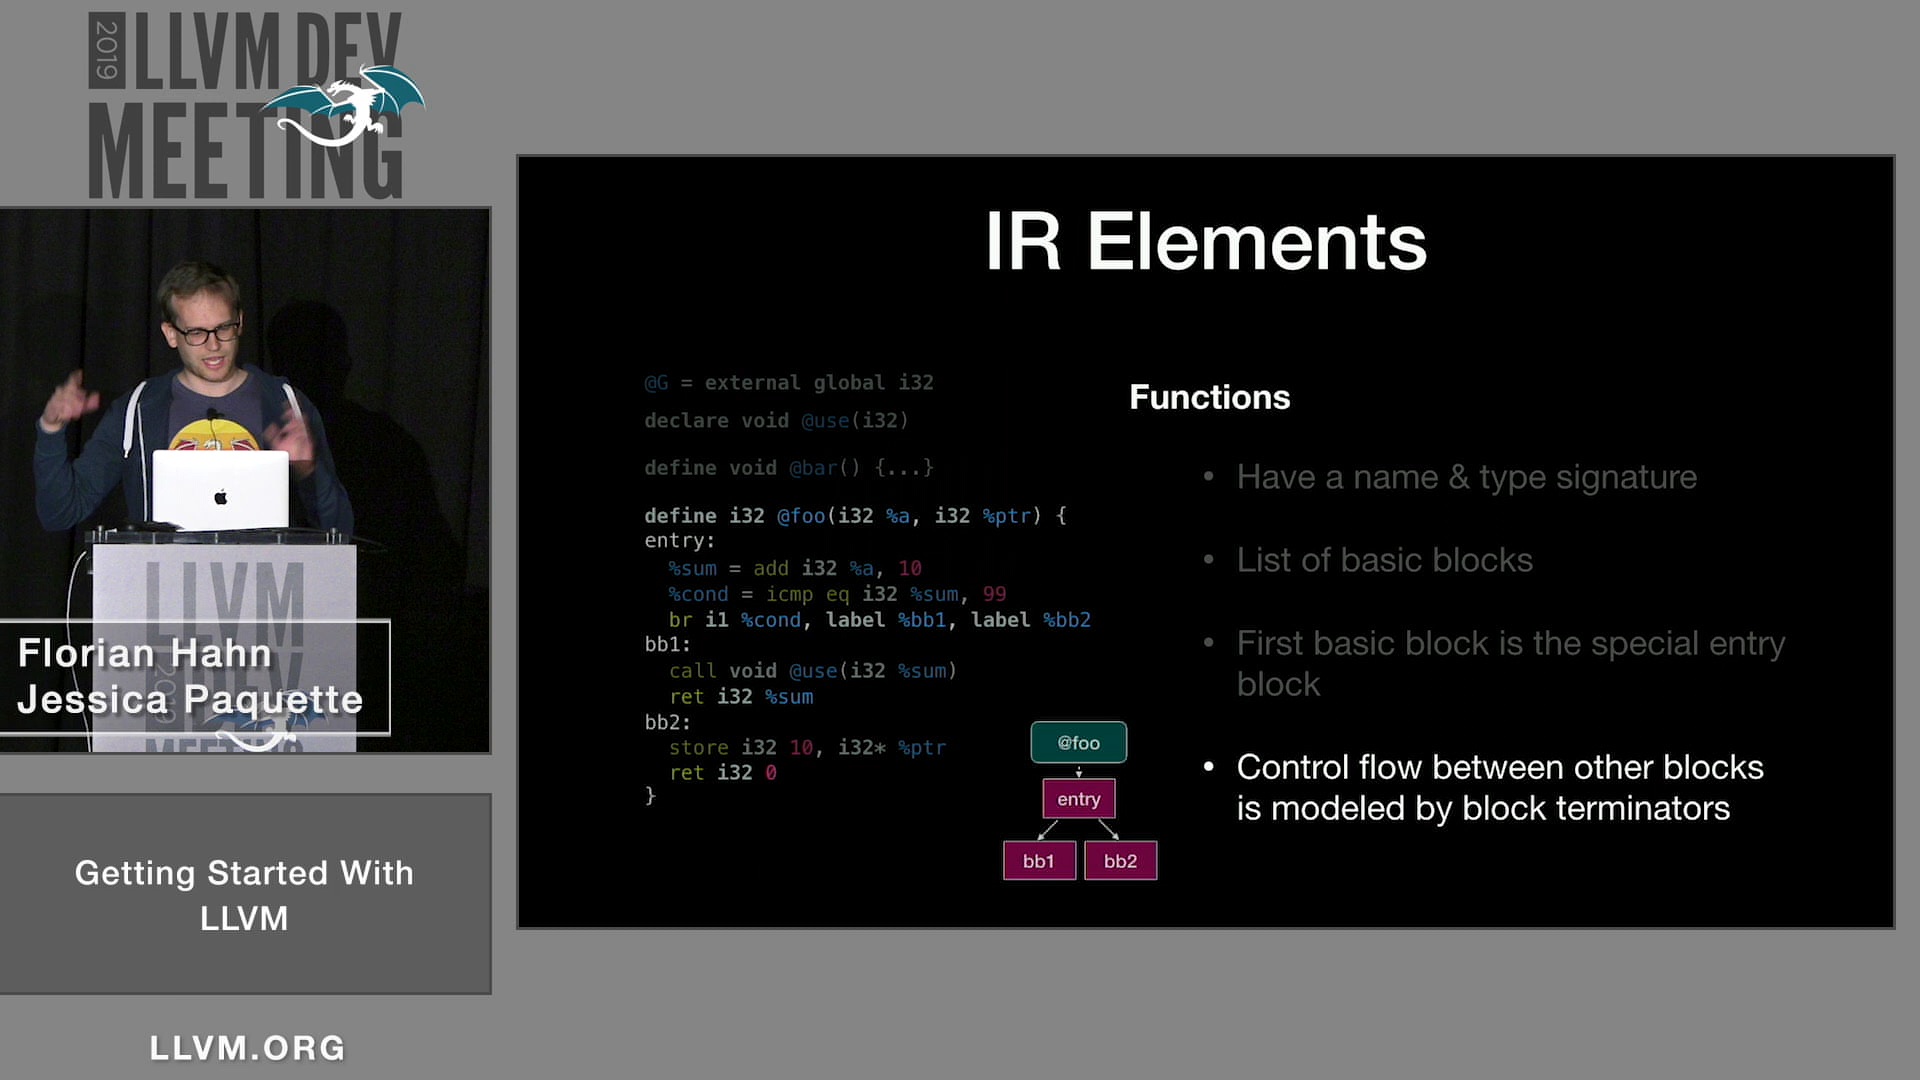 2019 LLVM DEV
MEETING
IR Elements
@G = external global i32
declare void @use(i32)
define void @bar() {...}
define i32 @foo(i32 %a, i32 %ptr) {
entry:
%sum = add i32 %a, 10
%cond = icmp eq i32 %sum, 99
br i1 %cond, label %bb1, label %bb2
bb1:
call void @use(i32 %sum)
ret i32 %sum
bb2:
store i32 10, i32* %ptr
ret i32 0
}
@foo
entry
bb1 bb2
Functions
• Have a name & type signature
• List of basic blocks
• First basic block is the special entry
block
• Control flow between other blocks
is modeled by block terminators
LLVM
DEV
2019
MEETING
Florian Hahn
Jessica Paquette
Getting Started With
LLVM
LLVM.ORG